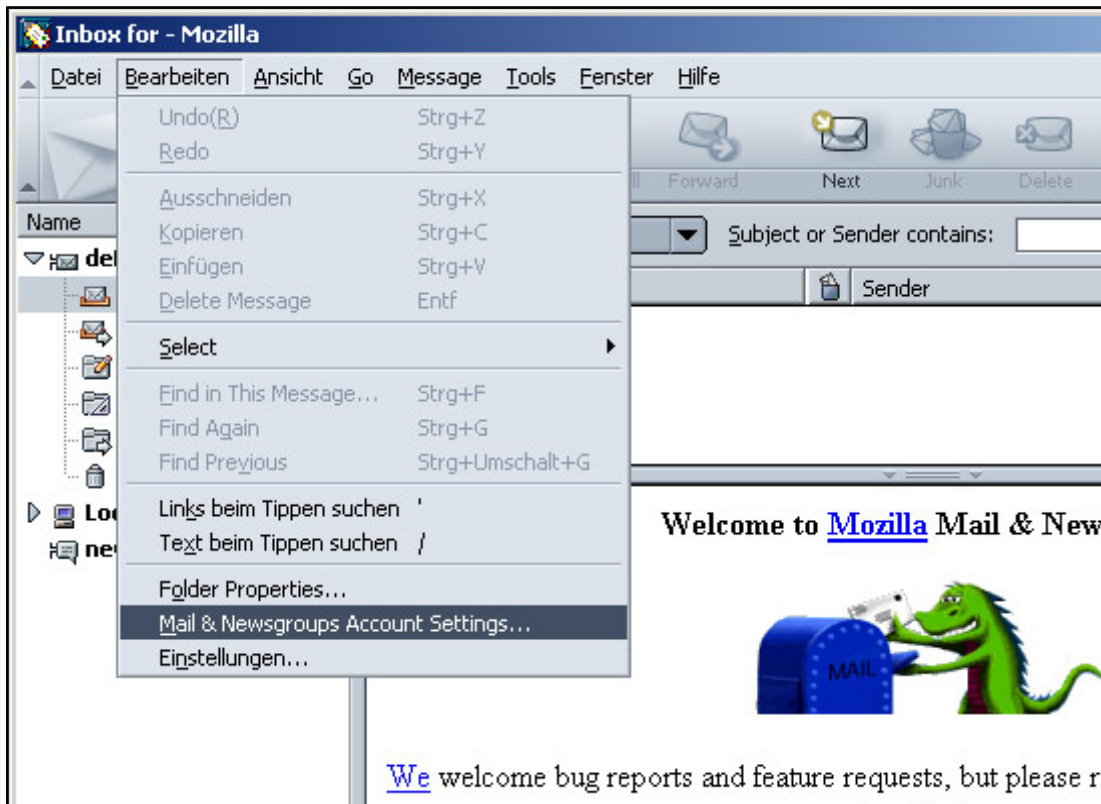 Inbox for - Mozilla
Datei Bearbeiten Ansicht Go Message Tools Fenster Hilfe
Undo(R) Strg+Z
Redo Strg+Y
Ausschneiden Strg+X
Kopieren Strg+C
Einfügen Strg+V
Delete Message Entf
Select
Find in This Message... Strg+F
Find Again Strg+G
Find Previous Strg+Umschalt+G
Links beim Tippen suchen '
Text beim Tippen suchen /
Folder Properties...
Mail & Newsgroups Account Settings...
Einstellungen...
Forward Next Junk Delete
Name
Subject or Sender contains:
Sender
Welcome to Mozilla Mail & New
MAIL
We welcome bug reports and feature requests, but please r